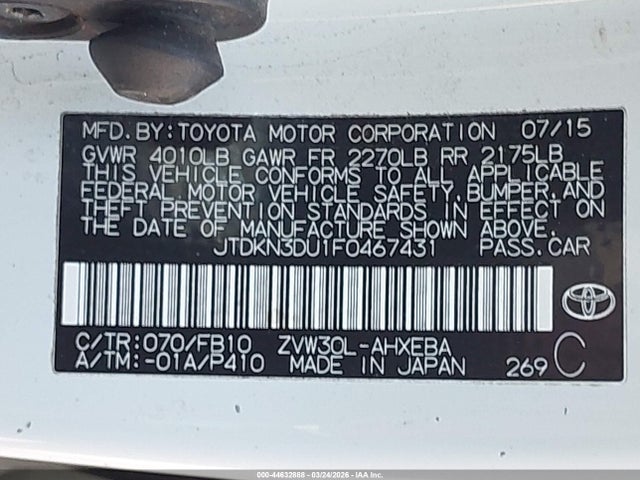 MFD. BY: TOYOTA MOTOR CORPORATION 07/15
GVWR 4010LB GAWR FR 2270LB RR 2175LB
THIS VEHICLE CONFORMS TO ALL APPLICABLE
FEDERAL MOTOR VEHICLE SAFETY, BUMPER, AND
THEFT PREVENTION STANDARDS IN EFFECT ON
THE DATE OF MANUFACTURE SHOWN ABOVE.
JTDKN3DU1F0467431 PASS. CAR
C/TR: 070/FB10 ZVW30L-AHXEBA
A/TM: -01A/P410 MADE IN JAPAN 269 C
000-44632668 - 03/24/2026 - IAA Inc.